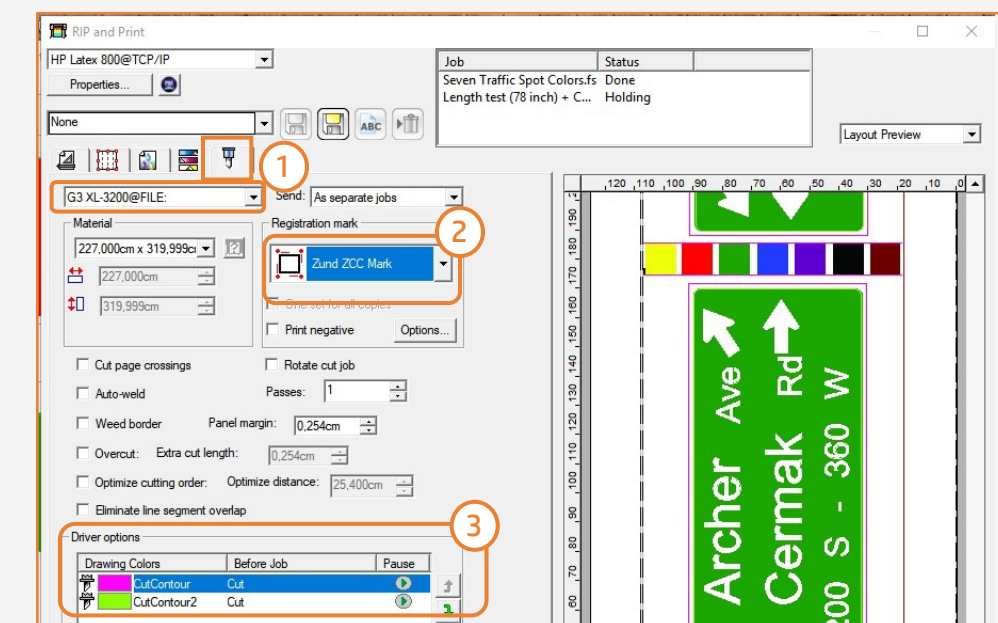 RIP and Print
HP Latex 800@TCP/IP
Properties...
Job Status
Seven Traffic Spot Colors.fs Done
Length test (78 inch) + C... Holding
None
ABC
Layout Preview
1
G3 XL-3200@FILE:
Send: As separate jobs
Material
227,000cm x 319,999cı
227,000cm
319,999cm
Registration mark
2
Zund ZCC Mark
One set for all copies
Print negative Options...
Cut page crossings Rotate cut job
Auto-weld Passes: 1
Weed border Panel margin: 0,254cm
Overcut: Extra cut length: 0,254cm
Optimize cutting order: Optimize distance: 25,400cm
Eliminate line segment overlap
3
Driver options
Drawing Colors Before Job Pause
CutContour Cut
CutContour2 Cut
120 110 100 90 80 70 60 50 40 30 20 10 0
190
180
170
160
150
140
130
120
110
100
90
80
70
60
Archer Ave
Cermak Rd
200 S - 360 W